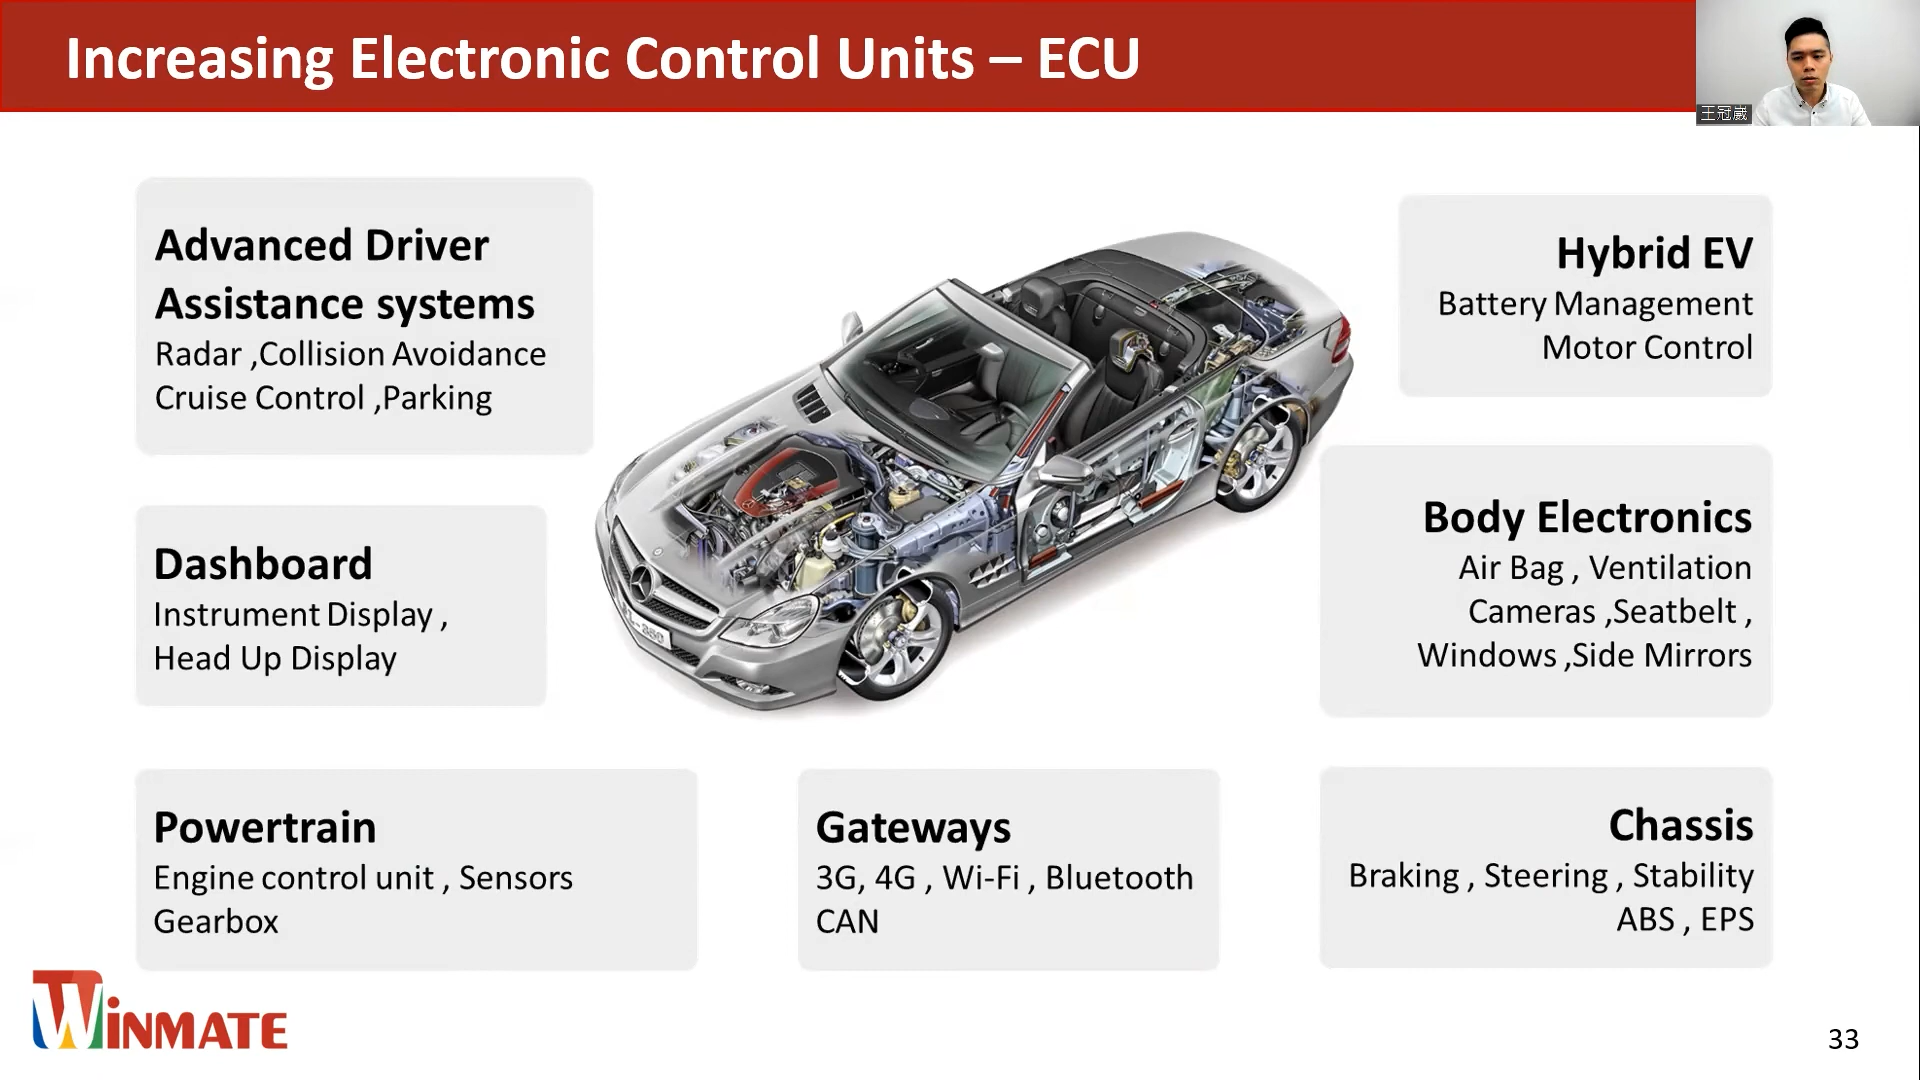 Increasing Electronic Control Units – ECU
王冠崴
Advanced Driver
Assistance systems
Radar ,Collision Avoidance
Cruise Control ,Parking
Hybrid EV
Battery Management
Motor Control
Dashboard
Instrument Display ,
Head Up Display
Body Electronics
Air Bag , Ventilation
Cameras ,Seatbelt ,
Windows ,Side Mirrors
Powertrain
Engine control unit , Sensors
Gearbox
Gateways
3G, 4G , Wi-Fi , Bluetooth
CAN
Chassis
Braking , Steering , Stability
ABS , EPS
WINMATE
33